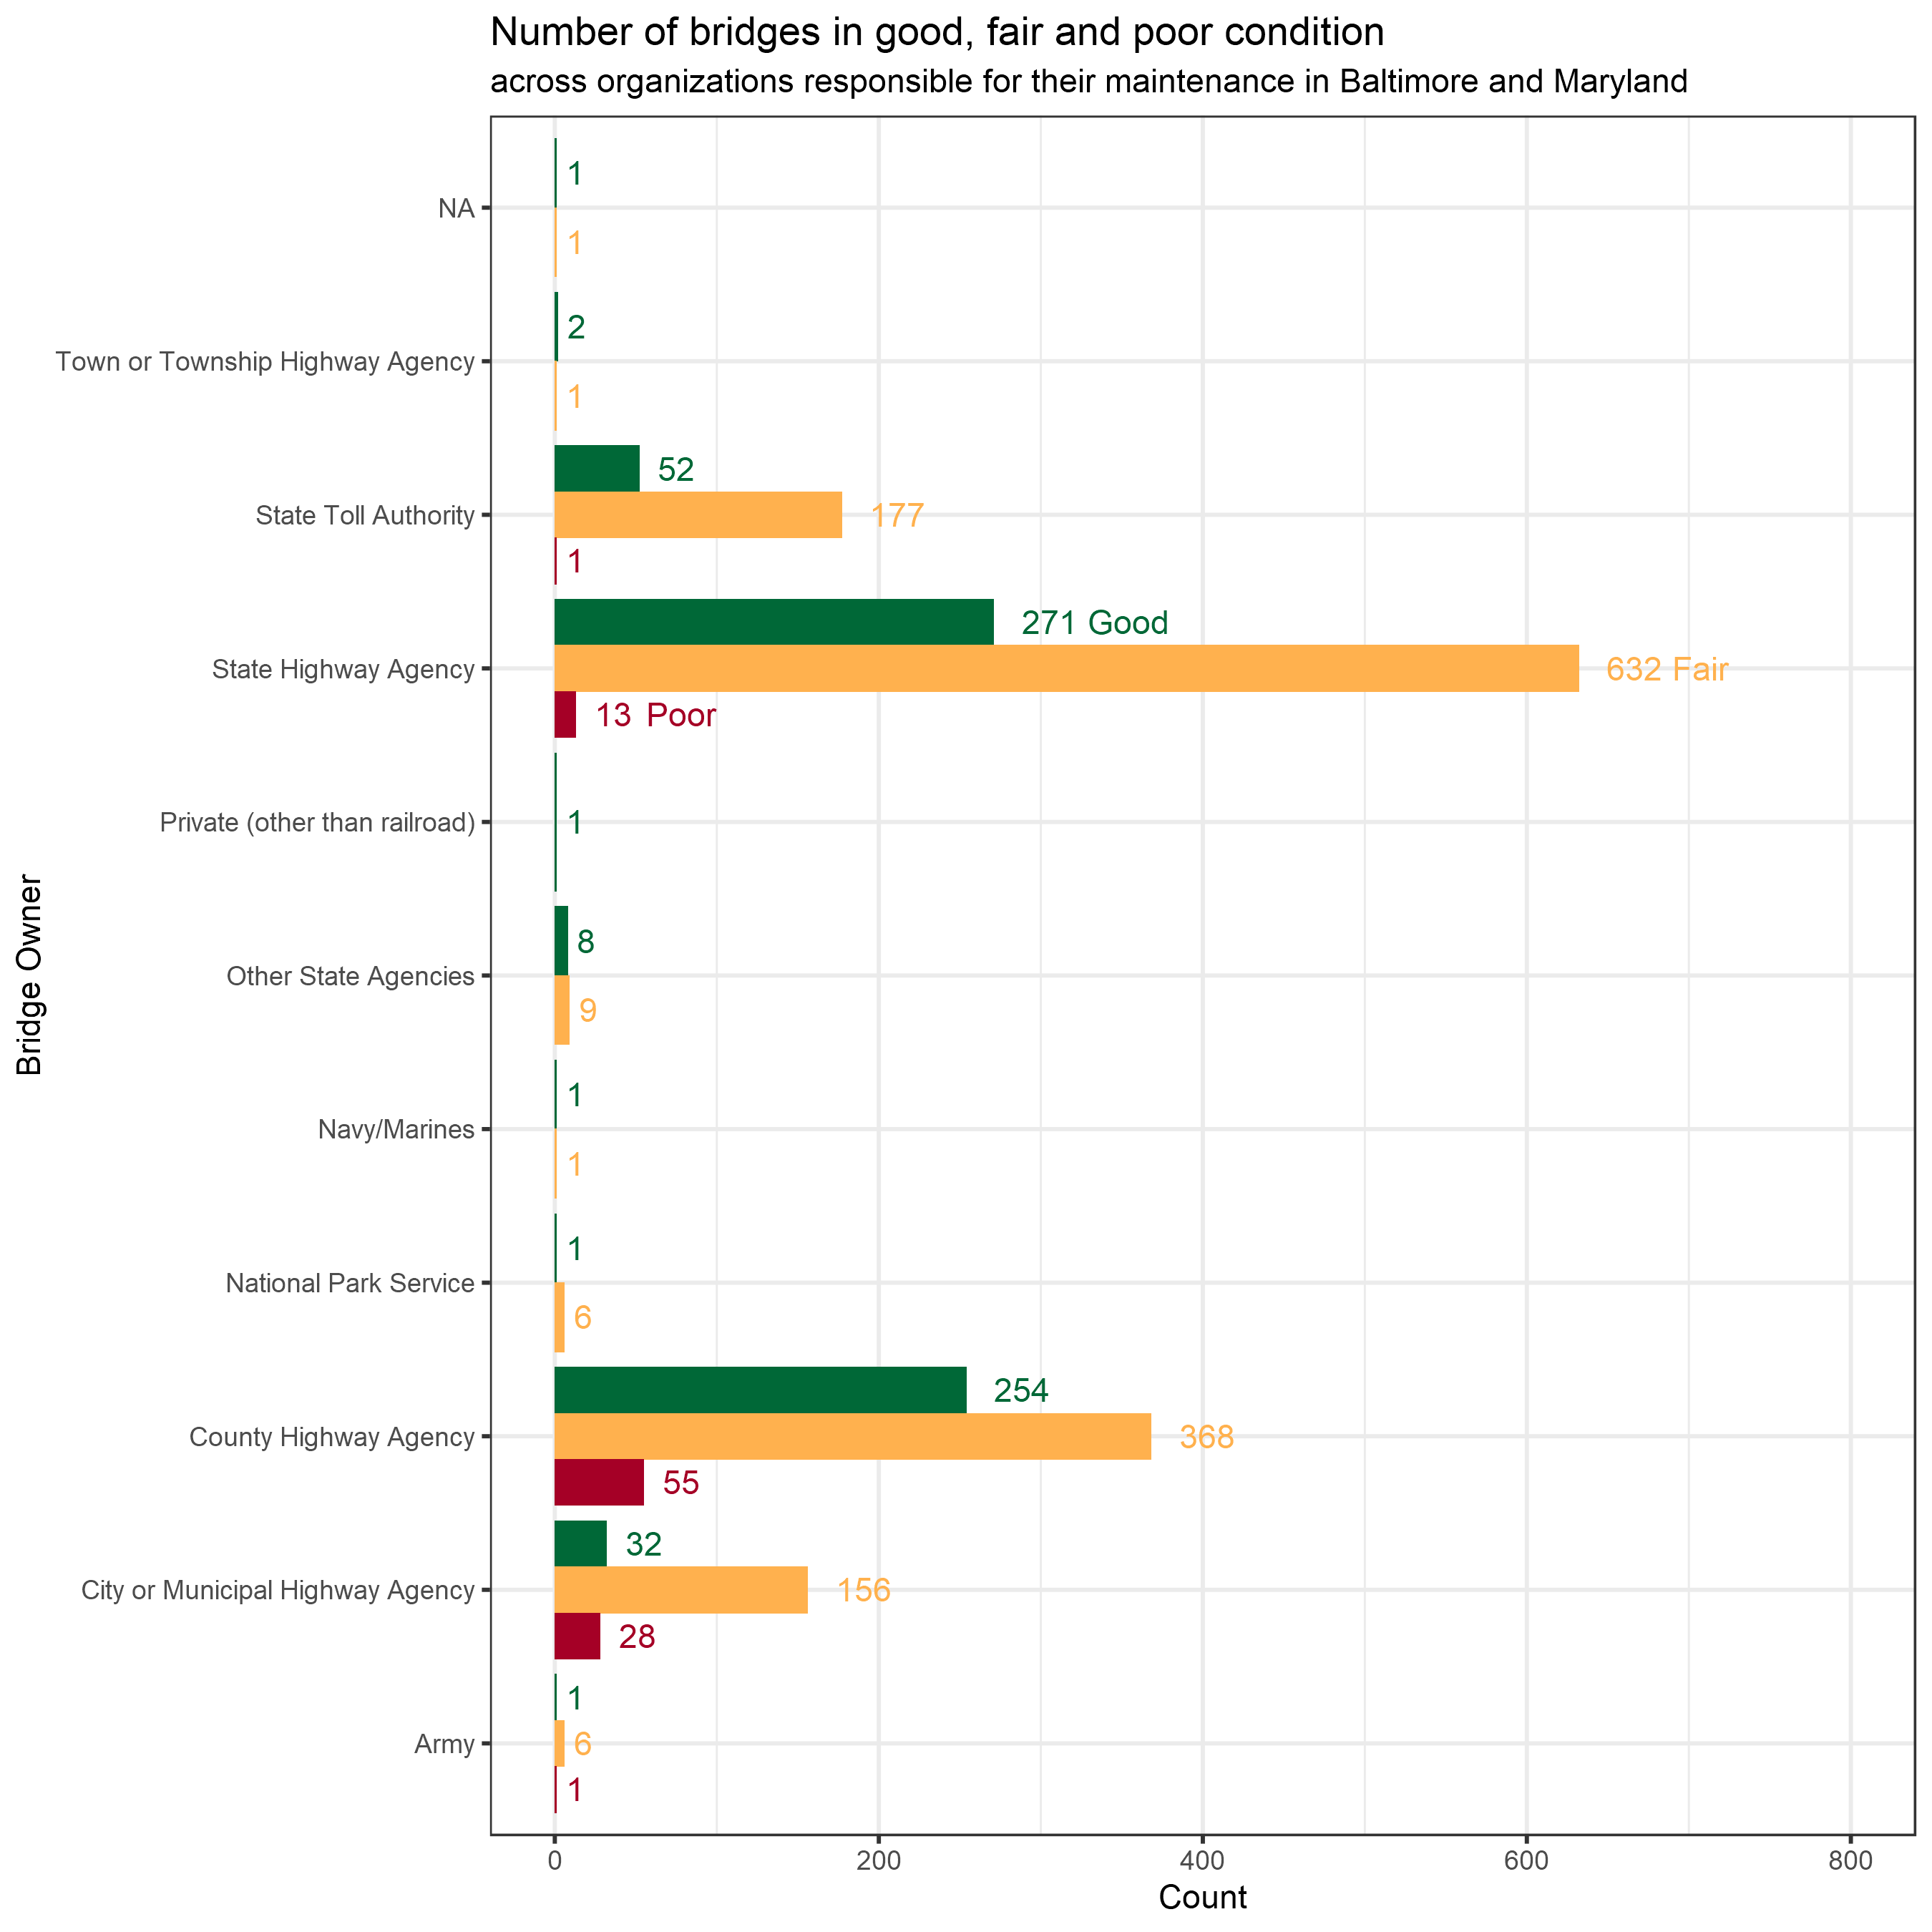 Number of bridges in good, fair and poor condition
across organizations responsible for their maintenance in Baltimore and Maryland
Bridge Owner
NA
1
1
Town or Township Highway Agency
2
1
State Toll Authority
52
177
1
State Highway Agency
271 Good
632 Fair
13 Poor
Private (other than railroad)
1
Other State Agencies
8
9
Navy/Marines
1
1
National Park Service
1
6
County Highway Agency
254
368
55
City or Municipal Highway Agency
32
156
28
Army
1
6
1
0 200 400 600 800
Count